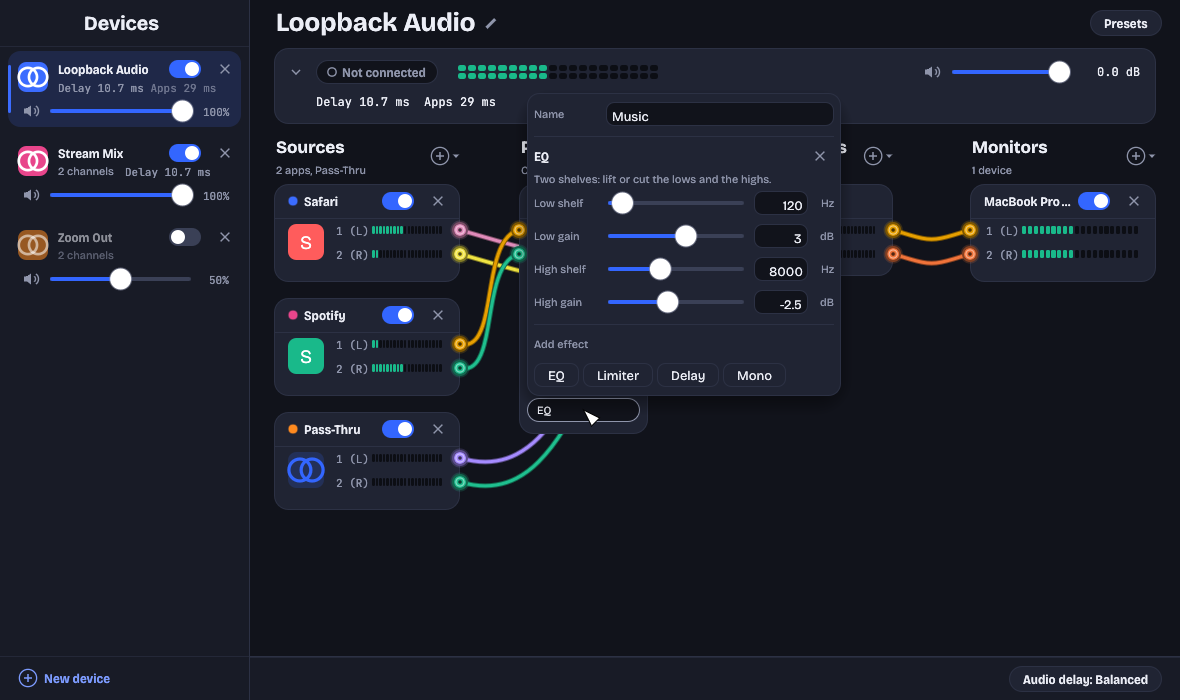 Devices
Loopback Audio
Delay 10.7 ms Apps 29 ms
100%
Stream Mix
2 channels Delay 10.7 ms
100%
Zoom Out
2 channels
50%
New device
Loopback Audio
Presets
Not connected
0.0 dB
Delay 10.7 ms Apps 29 ms
Sources
2 apps, Pass-Thru
Safari
S
1 (L)
2 (R)
Spotify
S
1 (L)
2 (R)
Pass-Thru
1 (L)
2 (R)
Name
Music
EQ
Two shelves: lift or cut the lows and the highs.
Low shelf 120 Hz
Low gain 3 dB
High shelf 8000 Hz
High gain -2.5 dB
Add effect
EQ Limiter Delay Mono
EQ
Monitors
1 device
MacBook Pro ...
1 (L)
2 (R)
Audio delay: Balanced